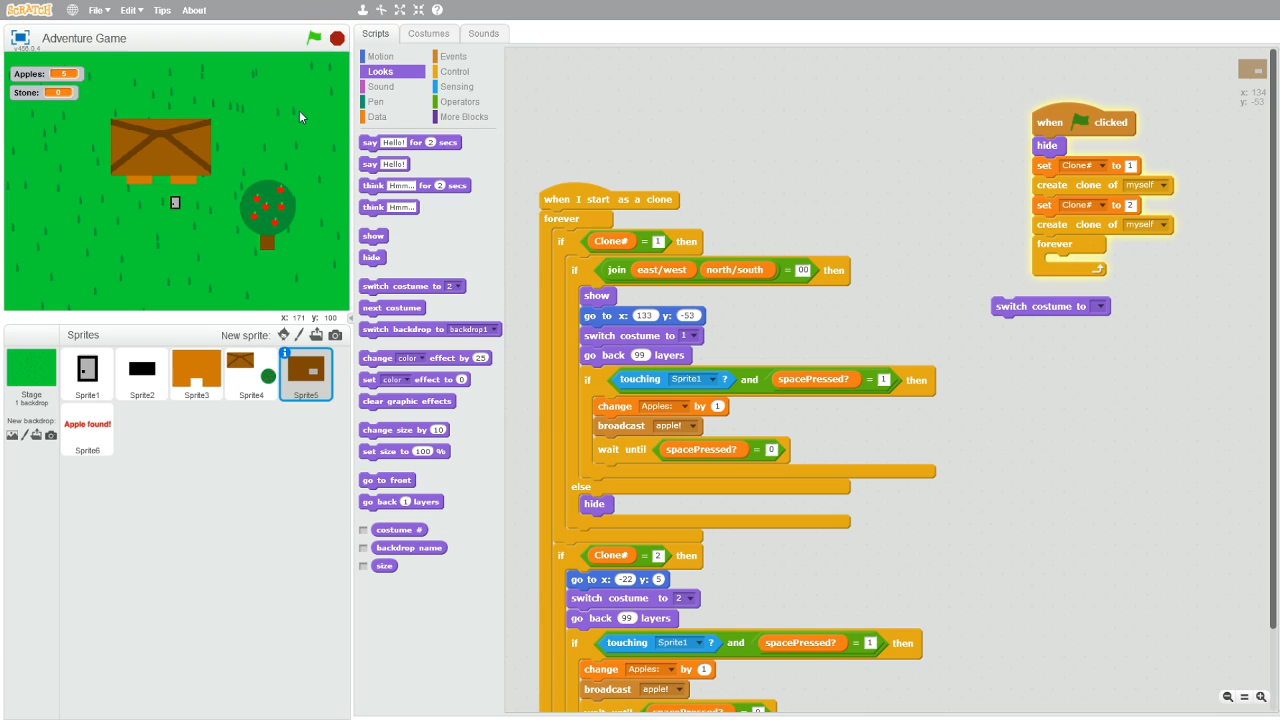 SCRATCH File Edit Tips About
Adventure Game
v456.0.4
Apples: 5
Stone: 0
x: 171 y: 100
Sprites New sprite:
Stage
1 backdrop
New backdrop:
Sprite1 Sprite2 Sprite3 Sprite4 Sprite5
Apple found!
Sprite6
Scripts Costumes Sounds
Motion Events
Looks Control
Sound Sensing
Pen Operators
Data More Blocks
say Hello! for 2 secs
say Hello!
think Hmm... for 2 secs
think Hmm...
show
hide
switch costume to 2
next costume
switch backdrop to backdrop1
change color effect by 25
set color effect to 0
clear graphic effects
change size by 10
set size to 100 %
go to front
go back 1 layers
costume #
backdrop name
size
when I start as a clone
forever
if Clone# = 1 then
if join east/west north/south = 00 then
show
go to x: 133 y: -53
switch costume to 1
go back 99 layers
if touching Sprite1 ? and spacePressed? = 1 then
change Apples: by 1
broadcast apple!
wait until spacePressed? = 0
else
hide
if Clone# = 2 then
go to x: -22 y: 5
switch costume to 2
go back 99 layers
if touching Sprite1 ? and spacePressed? = 1 then
change Apples: by 1
broadcast apple!
wait until spacePressed? = 0
when clicked
hide
set Clone# to 1
create clone of myself
set Clone# to 2
create clone of myself
forever
switch costume to
x: 134
y: -53